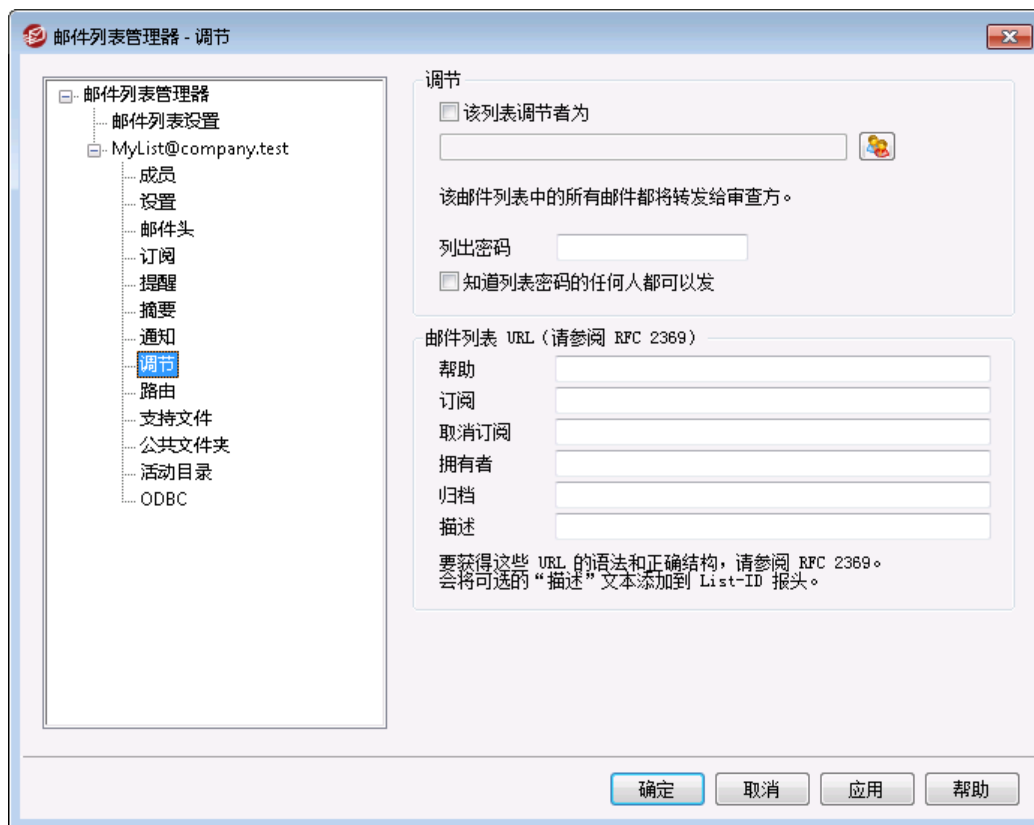 邮件列表管理器 - 调节
邮件列表管理器
邮件列表设置
MyList@company.test
成员
设置
邮件头
订阅
提醒
摘要
通知
调节
路由
支持文件
公共文件夹
活动目录
ODBC
调节
该列表调节者为
该邮件列表中的所有邮件都将转发给审查方。
列出密码
知道列表密码的任何人都可以发
邮件列表 URL（请参阅 RFC 2369）
帮助
订阅
取消订阅
拥有者
归档
描述
要获得这些 URL 的语法和正确结构，请参阅 RFC 2369。
会将可选的“描述”文本添加到 List-ID 报头。
确定
取消
应用
帮助